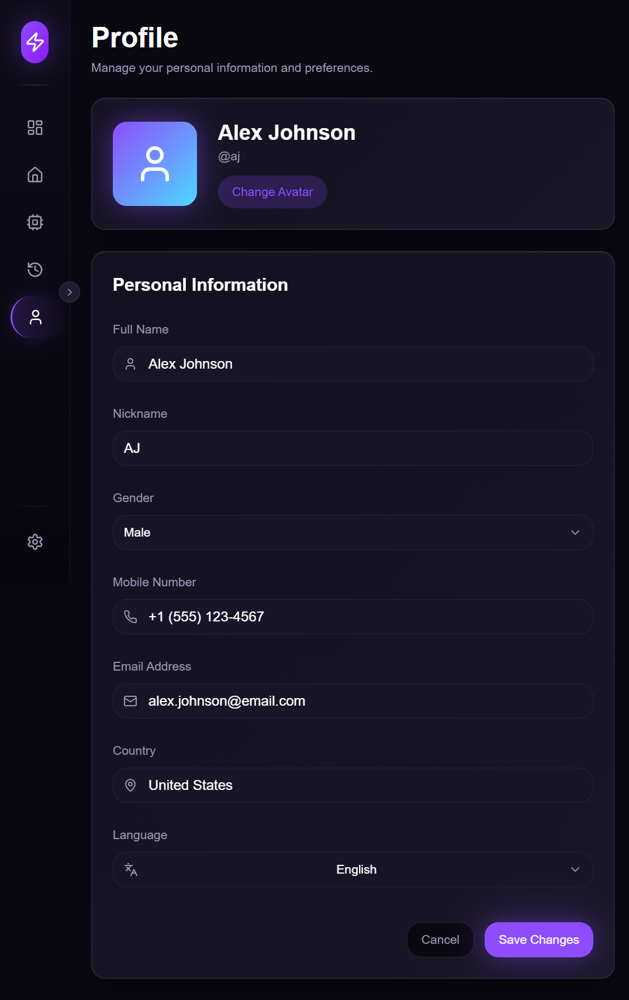 Profile
Manage your personal information and preferences.
Alex Johnson
@aj
Change Avatar
Personal Information
Full Name
Alex Johnson
Nickname
AJ
Gender
Male
Mobile Number
+1 (555) 123-4567
Email Address
alex.johnson@email.com
Country
United States
Language
English
Cancel
Save Changes